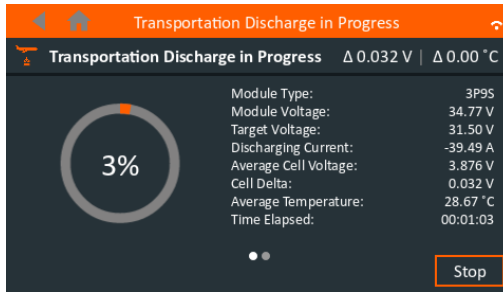 Transportation Discharge in Progress
Transportation Discharge in Progress Δ 0.032 V | Δ 0.00 °C
Module Type: 3P9S
Module Voltage: 34.77 V
Target Voltage: 31.50 V
Discharging Current: -39.49 A
Average Cell Voltage: 3.876 V
Cell Delta: 0.032 V
Average Temperature: 28.67 °C
Time Elapsed: 00:01:03
3%
Stop